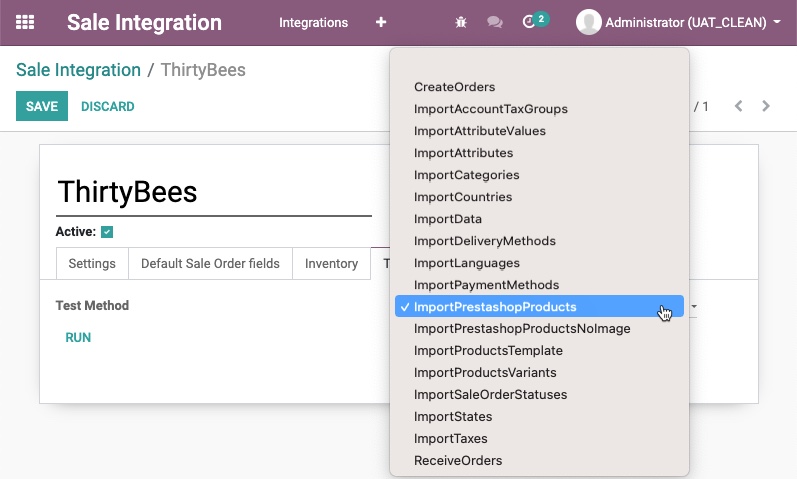 Sale Integration
Integrations
+
2
Administrator (UAT_CLEAN)
Sale Integration / ThirtyBees
SAVE
DISCARD
/ 1
ThirtyBees
Active:
Settings
Default Sale Order fields
Inventory
T
Test Method
RUN
CreateOrders
ImportAccountTaxGroups
ImportAttributeValues
ImportAttributes
ImportCategories
ImportCountries
ImportData
ImportDeliveryMethods
ImportLanguages
ImportPaymentMethods
✓ ImportPrestashopProducts
ImportPrestashopProductsNoImage
ImportProductsTemplate
ImportProductsVariants
ImportSaleOrderStatuses
ImportStates
ImportTaxes
ReceiveOrders